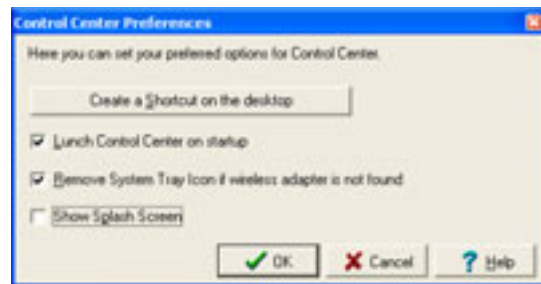 Control Center Preferences
Here you can set your preferred options for Control Center.
Create a Shortcut on the desktop
Lunch Control Center on startup
Remove System Tray Icon if wireless adapter is not found
Show Splash Screen
OK Cancel Help